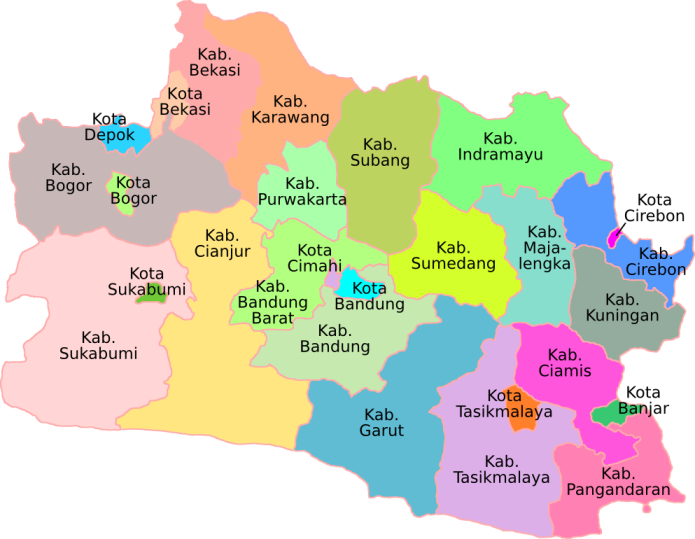 Kab.
Bekasi
Kota
Bekasi
Kab.
Karawang
Kota
Depok
Kab.
Bogor
Kota
Bogor
Kab.
Purwakarta
Kab.
Subang
Kab.
Indramayu
Kota
Cirebon
Kab.
Cirebon
Kab.
Maja-
lengka
Kab.
Sumedang
Kab.
Kuningan
Kab.
Cianjur
Kota
Cimahi
Kota
Sukabumi
Kab.
Bandung
Barat
Kota
Bandung
Kab.
Bandung
Kab.
Sukabumi
Kab.
Garut
Kab.
Ciamis
Kota
Tasikmalaya
Kota
Banjar
Kab.
Tasikmalaya
Kab.
Pangandaran